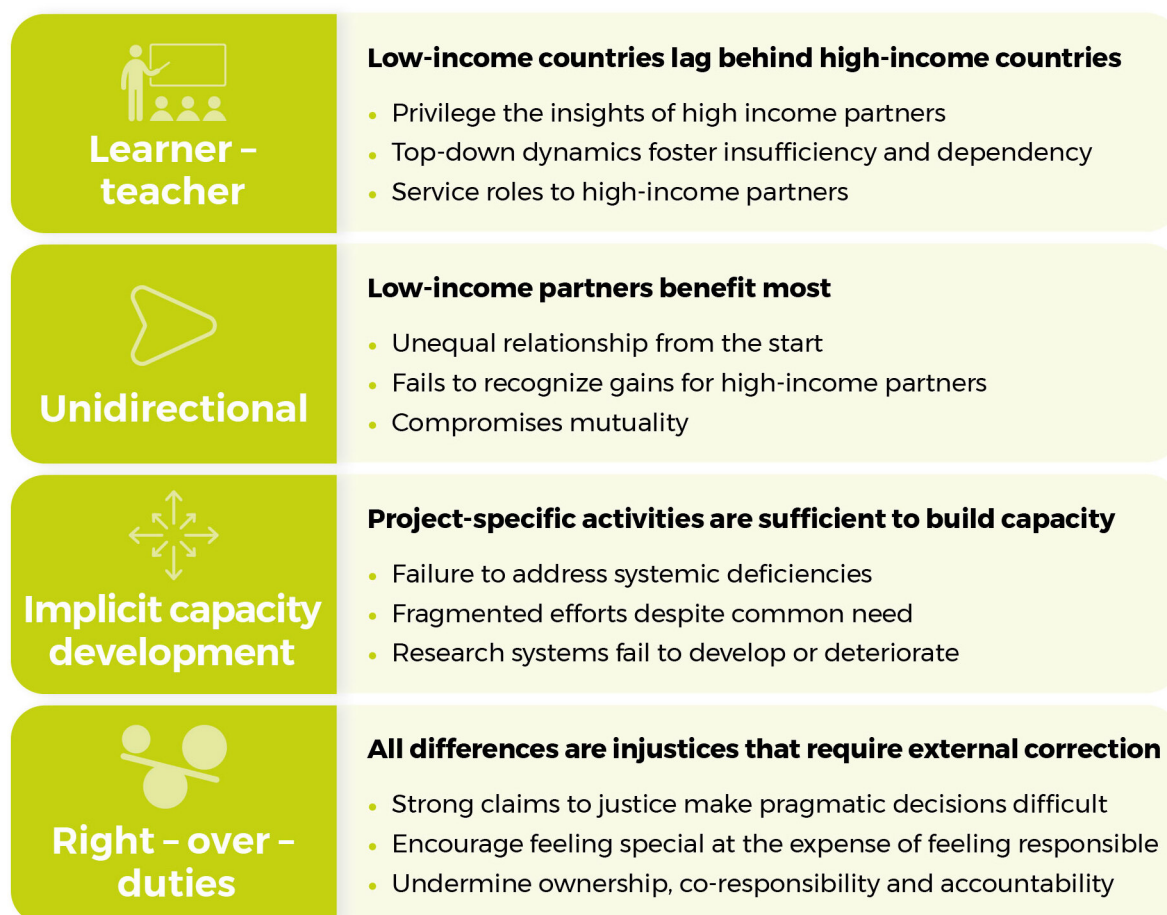 Learner –
teacher
Low-income countries lag behind high-income countries
• Privilege the insights of high income partners
• Top-down dynamics foster insufficiency and dependency
• Service roles to high-income partners
Unidirectional
Low-income partners benefit most
• Unequal relationship from the start
• Fails to recognize gains for high-income partners
• Compromises mutuality
Implicit capacity
development
Project-specific activities are sufficient to build capacity
• Failure to address systemic deficiencies
• Fragmented efforts despite common need
• Research systems fail to develop or deteriorate
Right – over –
duties
All differences are injustices that require external correction
• Strong claims to justice make pragmatic decisions difficult
• Encourage feeling special at the expense of feeling responsible
• Undermine ownership, co-responsibility and accountability